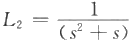 L₂ = 1 / (s² + s)